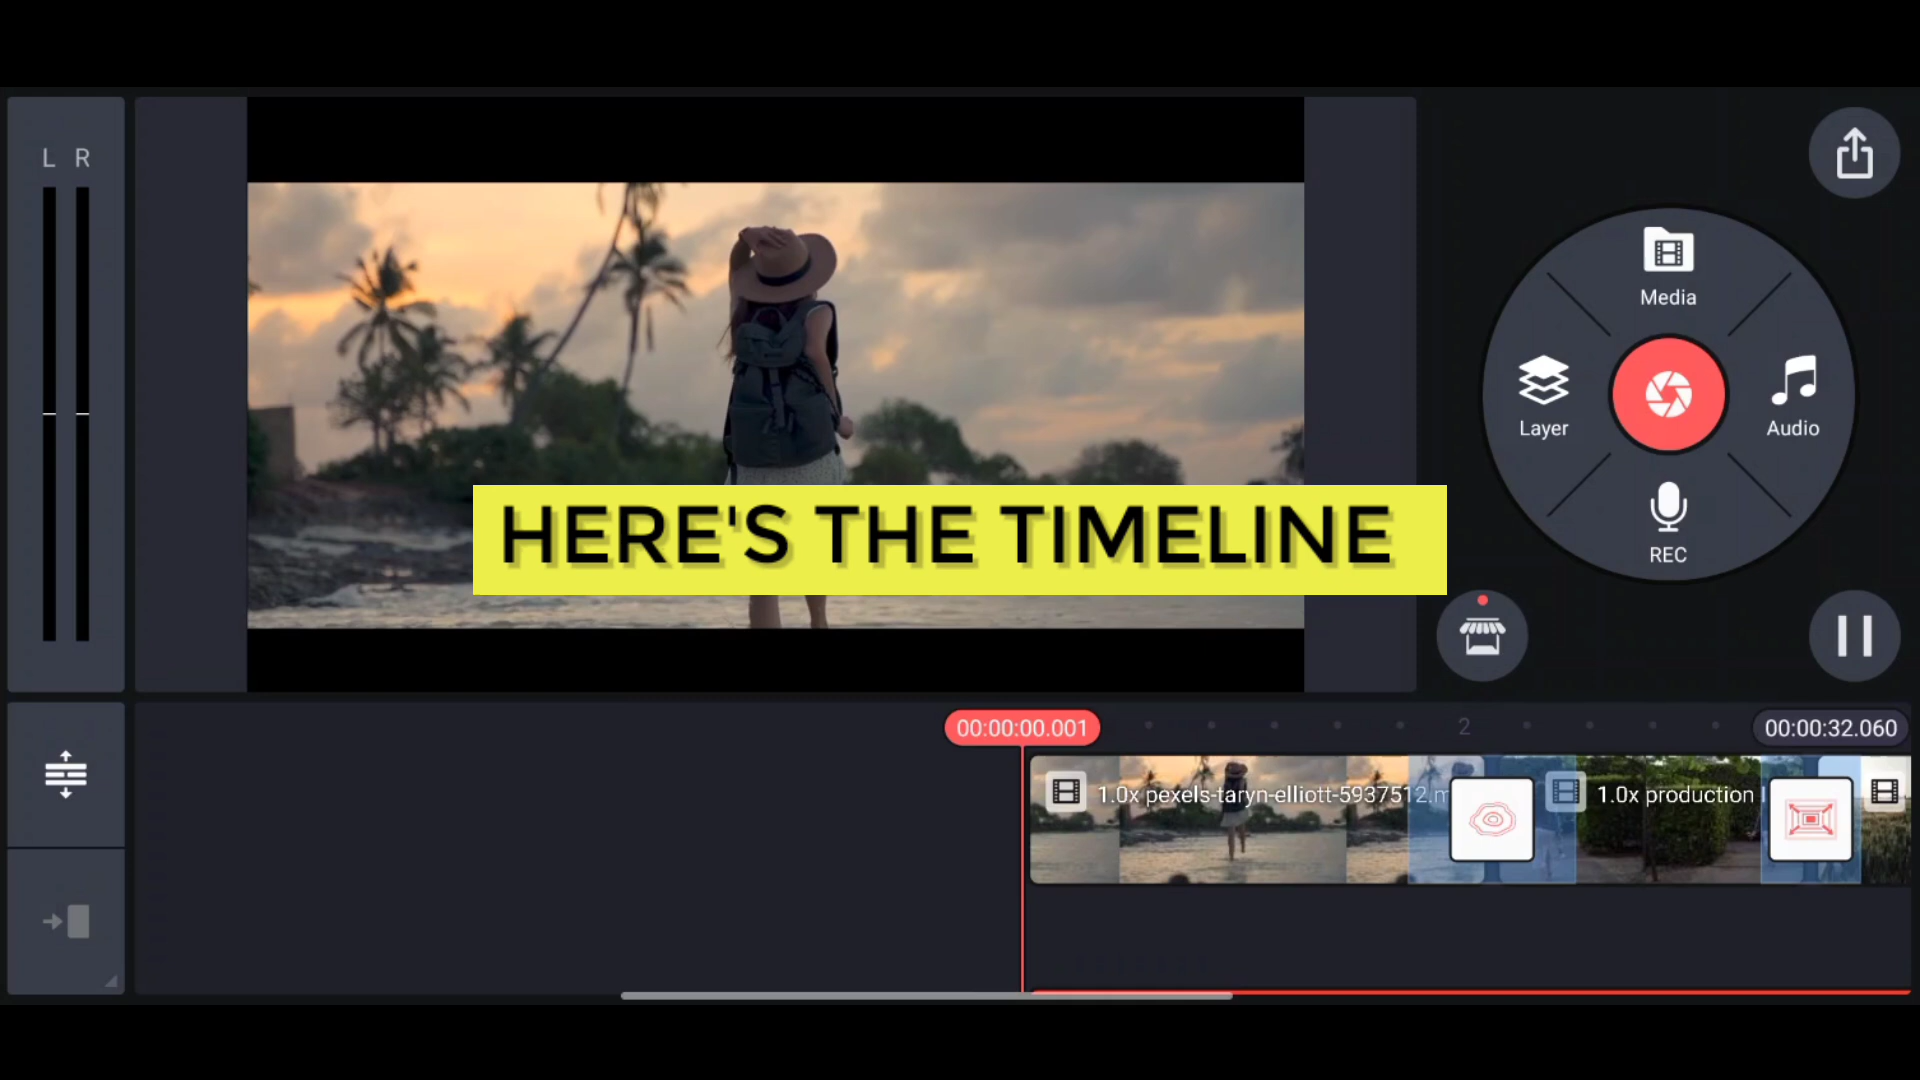 L R
Media
Layer
Audio
REC
HERE'S THE TIMELINE
00:00:00.001
2
00:00:32.060
1.0x pexels-taryn-elliott-5937512.m
1.0x production